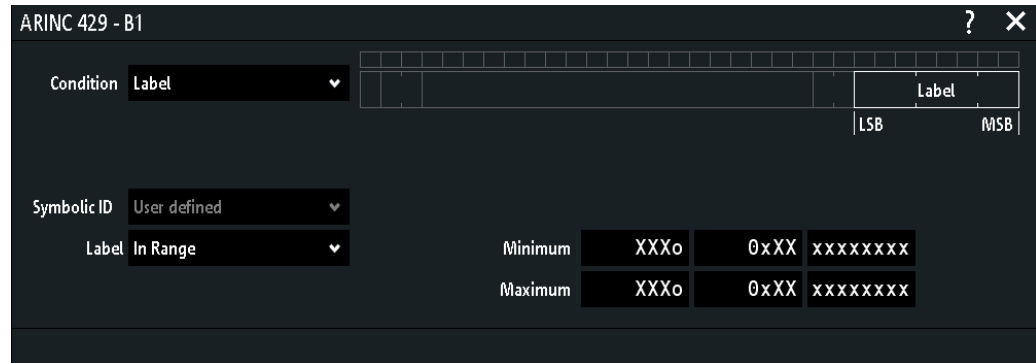 ARINC 429 - B1 ? ×
Condition Label
Label
LSB MSB
Symbolic ID User defined
Label In Range Minimum XXXo 0xXX xxxxxxxx
Maximum XXXo 0xXX xxxxxxxx